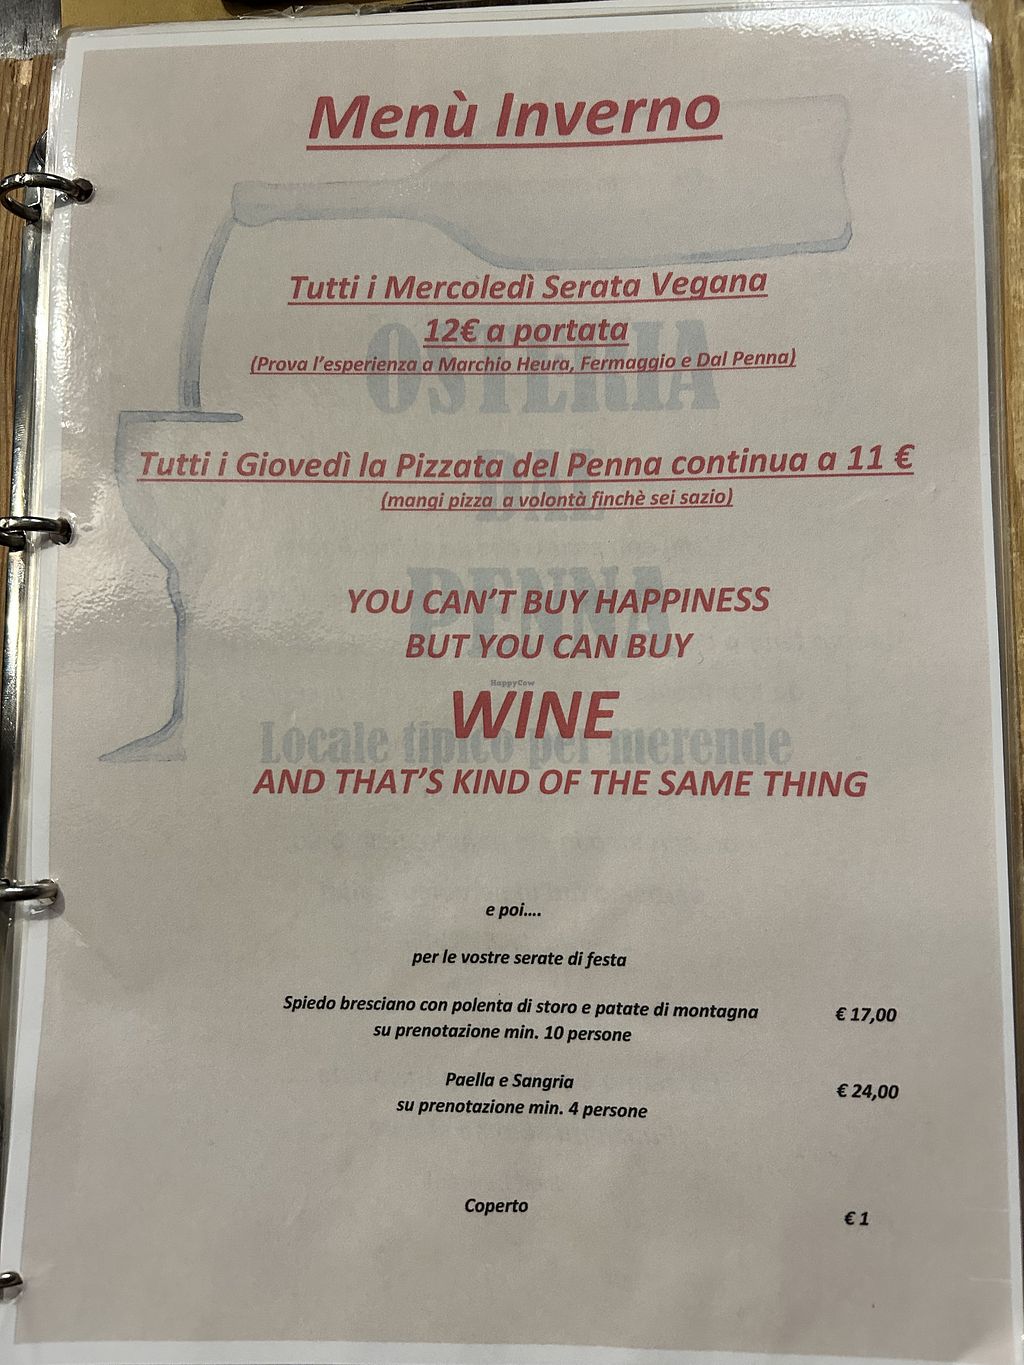 Menù Inverno
Tutti i Mercoledì Serata Vegana
12€ a portata
(Prova l'esperienza a Marchio Heura, Fermaggio e Dal Penna)
OSTERIA
Tutti i Giovedì la Pizzata del Penna continua a 11 €
(mangi pizza a volontà finchè sei sazio)
DAL
PENNA
YOU CAN'T BUY HAPPINESS
BUT YOU CAN BUY
HappyCow
WINE
Locale tipico per merende
AND THAT'S KIND OF THE SAME THING
e poi....
per le vostre serate di festa
Spiedo bresciano con polenta di storo e patate di montagna € 17,00
su prenotazione min. 10 persone
Paella e Sangria € 24,00
su prenotazione min. 4 persone
Coperto € 1